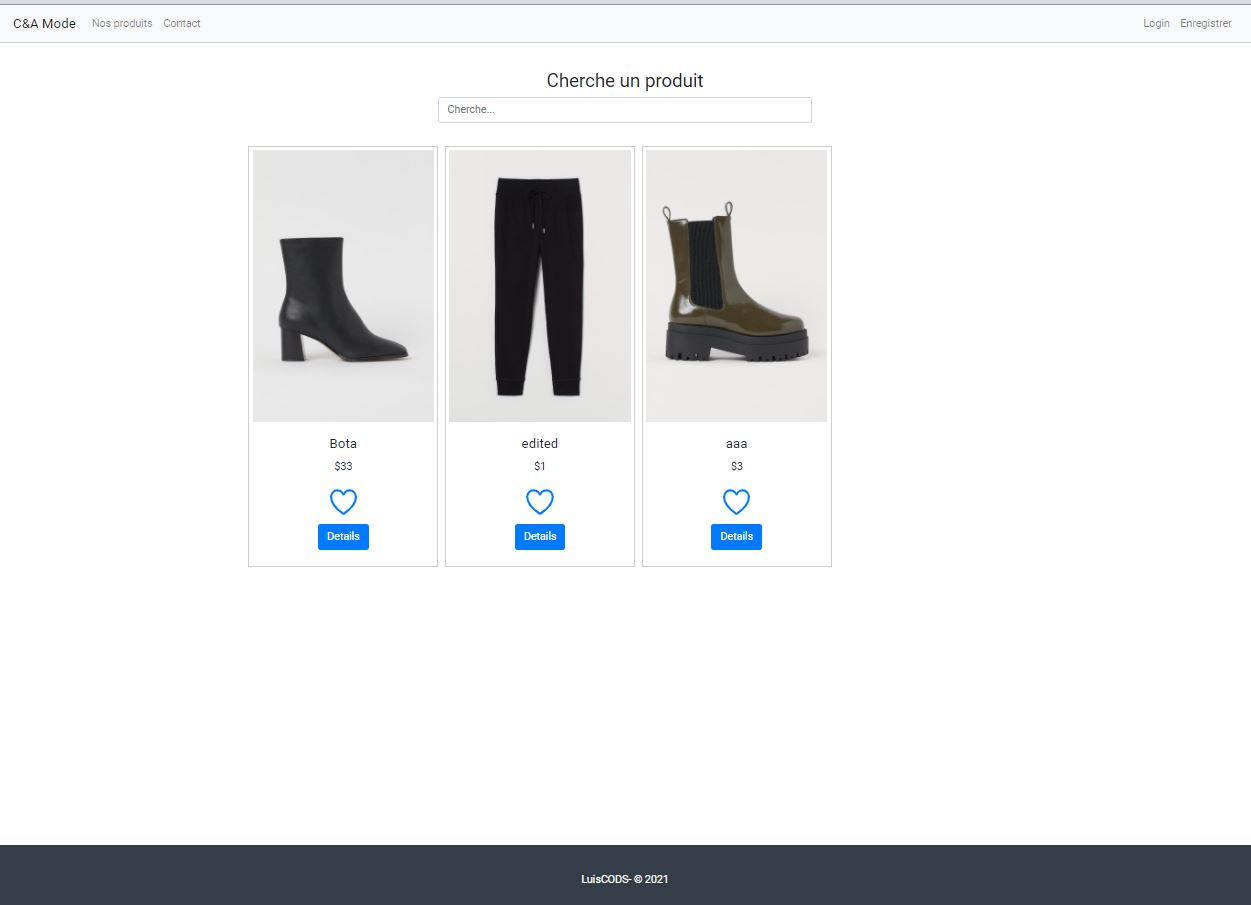 C&A Mode Nos produits Contact Login Enregistrer
Cherche un produit
Cherche...
Bota
$33
Details
edited
$1
Details
aaa
$3
Details
LuisCODS- © 2021